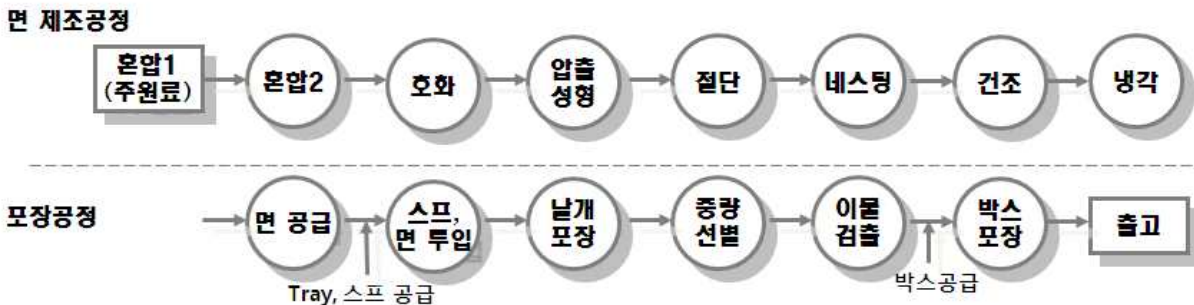 면 제조공정
혼합1
(주원료)
혼합2
호화
압출
성형
절단
네스팅
건조
냉각
포장공정
면 공급
스프,
면 투입
낱개
포장
중량
선별
이물
검출
박스
포장
출고
Tray, 스프 공급
박스공급